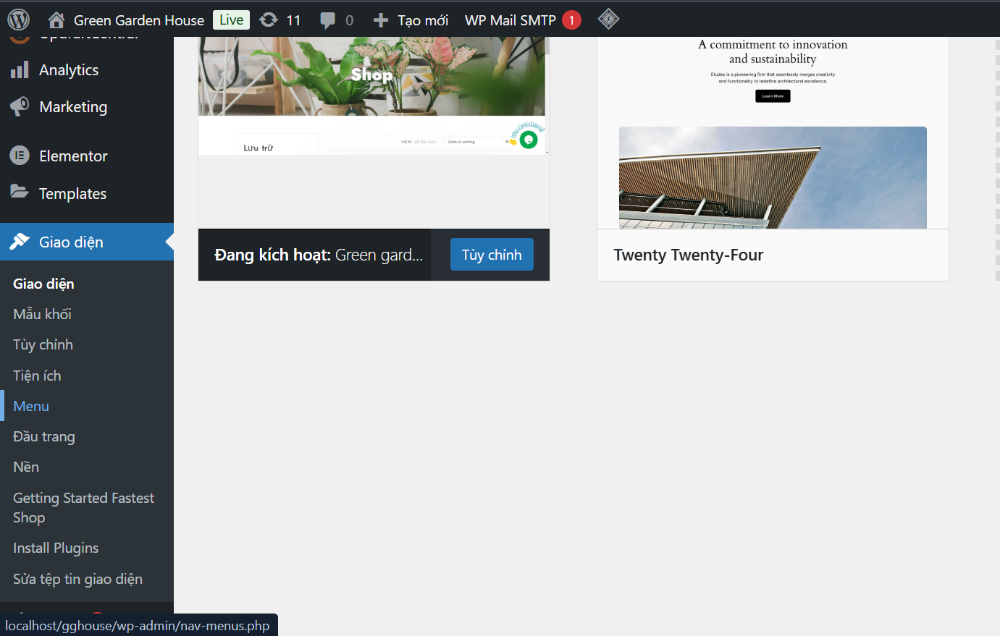 Green Garden House
Live
11
0
Tạo mới
WP Mail SMTP
1
UpdraftCentral
Analytics
Marketing
Elementor
Templates
Giao diện
Giao diện
Mẫu khối
Tùy chỉnh
Tiện ích
Menu
Đầu trang
Nền
Getting Started Fastest
Shop
Install Plugins
Sửa tệp tin giao diện
localhost/gghouse/wp-admin/nav-menus.php
Shop
We Are Here!
Lưu trữ
VIEW: 12 / 24 / ALL
Default sorting
Đang kích hoạt: Green gard...
Tùy chỉnh
A commitment to innovation
and sustainability
Études is a pioneering firm that seamlessly merges creativity
and functionality to redefine architectural excellence.
Learn More
Twenty Twenty-Four